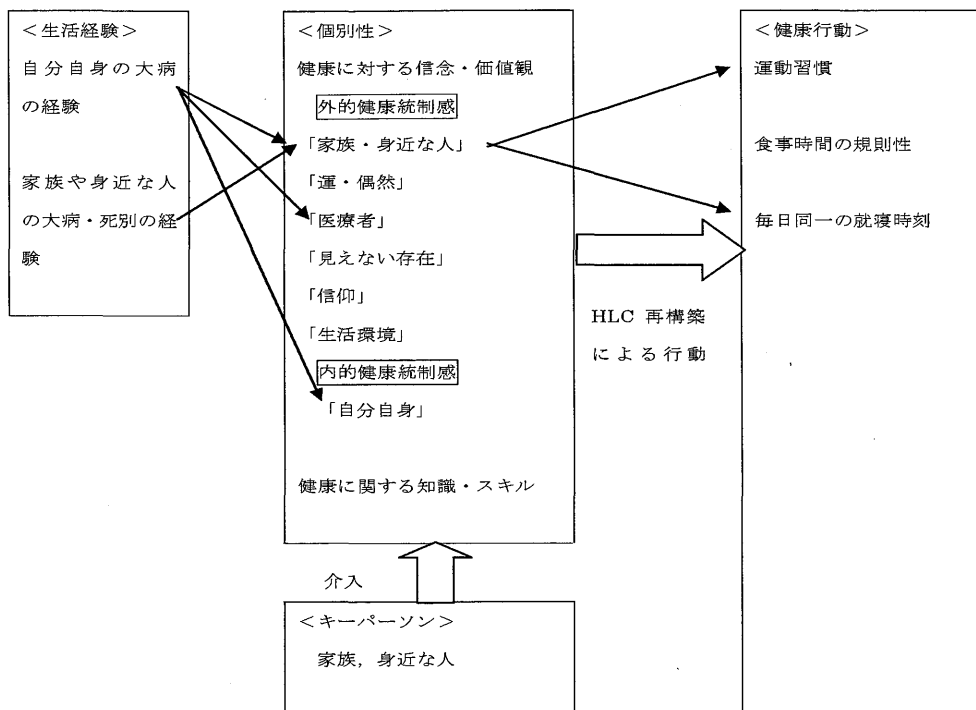 ＜生活経験＞
自分自身の大病
の経験
家族や身近な人
の大病・死別の経
験
＜個別性＞
健康に対する信念・価値観
外的健康統制感
「家族・身近な人」
「運・偶然」
「医療者」
「見えない存在」
「信仰」
「生活環境」
内的健康統制感
「自分自身」
健康に関する知識・スキル
＜健康行動＞
運動習慣
食事時間の規則性
毎日同一の就寝時刻
HLC 再構築
による行動
介入
＜キーパーソン＞
家族，身近な人